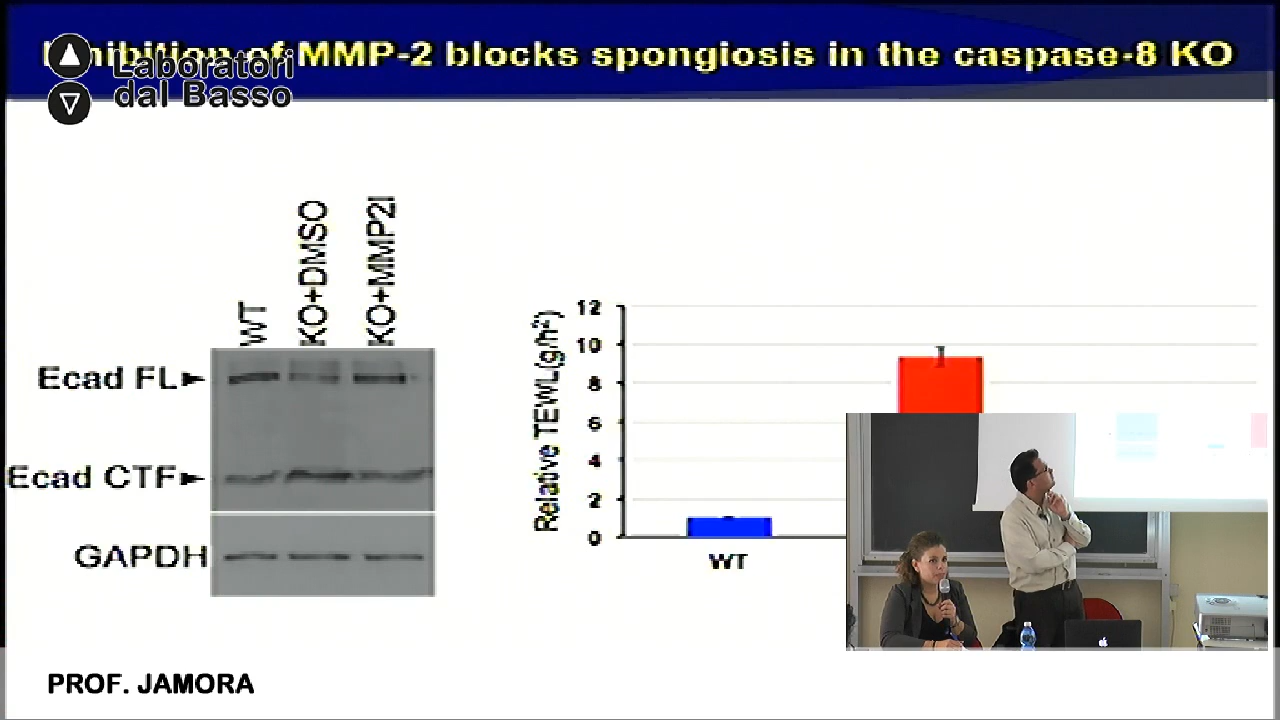 Inhibition of MMP-2 blocks spongiosis in the caspase-8 KO
Laboratori
dal Basso
WT
KO+DMSO
KO+MMP2I
Ecad FL
Ecad CTF
GAPDH
Relative TEWL(g/h²)
12
10
8
6
4
2
0
WT
PROF. JAMORA